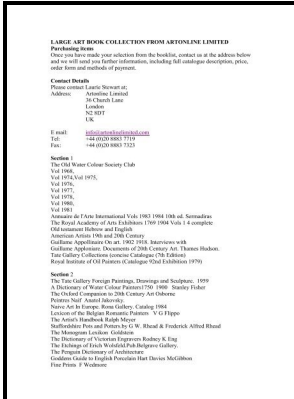 LARGE ART BOOK COLLECTION FROM ARTONLINE LIMITED
Purchasing items
Once you have made your selection from the booklist, contact us at the address below
and we will send you further information, including full catalogue description, price,
order form and methods of payment.
Contact Details
Please contact Laurie Stewart at;
Address: Artonline Limited
36 Church Lane
London
N2 8DT
UK
E mail: info@artonlinelimited.com
Tel: +44 (0)20 8883 7719
Fax: +44 (0)20 8883 7323
Section 1
The Old Water Colour Society Club
Vol 1968,
Vol 1974,Vol 1975,
Vol 1976,
Vol 1977,
Vol 1978,
Vol 1980,
Vol 1981
Annuaire de l'Arte International Vols 1983 1984 10th ed. Sermadiras
The Royal Academy of Arts Exhibitors 1769 1904 Vols 1 4 complete
Old testament Hebrew and English
American Artists 19th and 20th Century
Guillame Appollinaire On art. 1902 1918. Interviews with
Guillame Apploniare. Documents of 20th Century Art. Thames Hudson.
Tate Gallery Collections (concise Catalogue (7th Edition)
Royal Institute of Oil Painters (Catalogue 92nd Exhibition 1979)
Section 2
The Tate Gallery Foreign Paintings, Drawings and Sculpture. 1959
A Dictionary of Water Colour Painters1750 1900 Stanley Fisher
The Oxford Companion to 20th Century Art Osborne
Peintres Naif Anatol Jakovsky.
Naive Art In Europe. Rona Gallery. Catalog 1984
Lexicon of the Belgian Romantic Painters V G Flippo
The Artist's Handbook Ralph Meyer
Staffordshire Pots and Potters by G W. Rhead & Frederick Alfred Rhead
The Monogram Lexikon Goldstein
The Dictionary of Victorian Engravers Rodney K Eng
The Etchings of Erich Wolsfeld.Pub.Belgrave Gallery.
The Penguin Dictionary of Architecture
Goddens Guide to English Porcelain Hart Davies McGibbon
Fine Prints F Wedmore